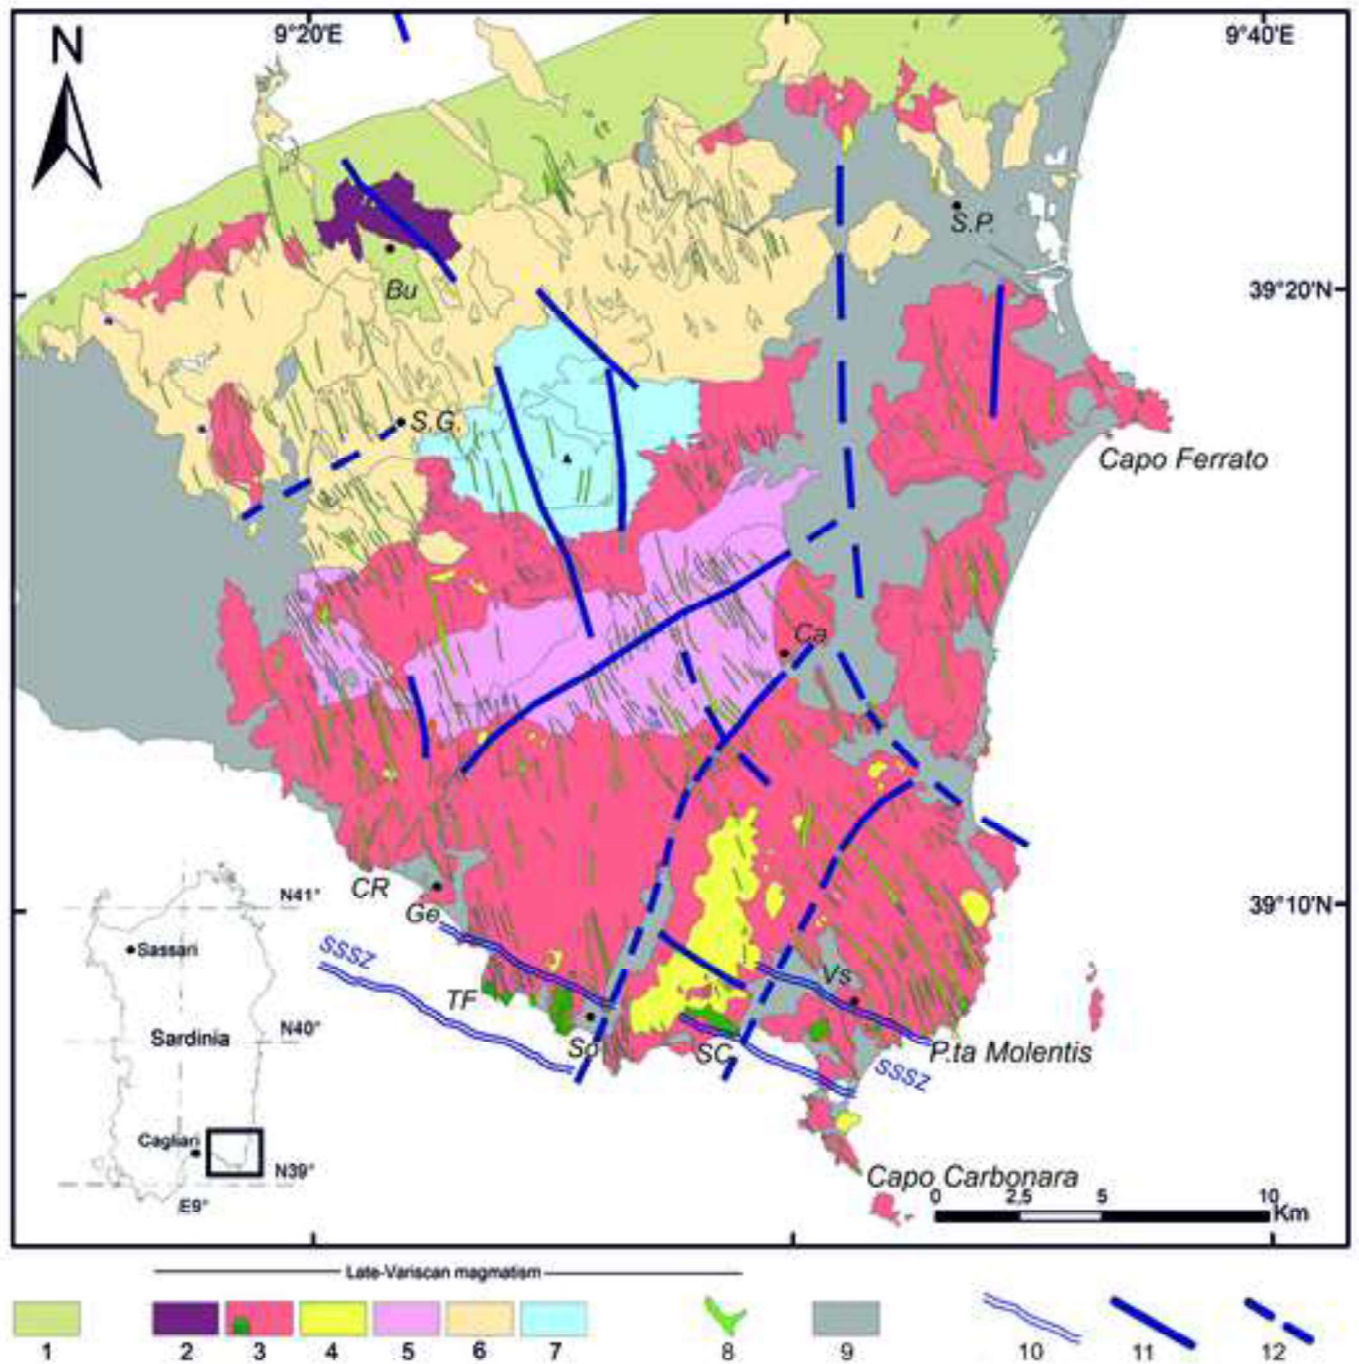 9°20'E
9°40'E
N
S.P.
Bu
39°20'N
S.G.
Capo Ferrato
Ca
CR
Ge
39°10'N
N41°
Sassari
SSSZ
Vs
TF
Sardinia
N40°
So
SC
P.ta Molentis
SSSZ
Cagliari
N39°
E9°
Capo Carbonara
0 2,5 5 10
Km
Late-Variscan magmatism
1 2 3 4 5 6 7 8 9 10 11 12